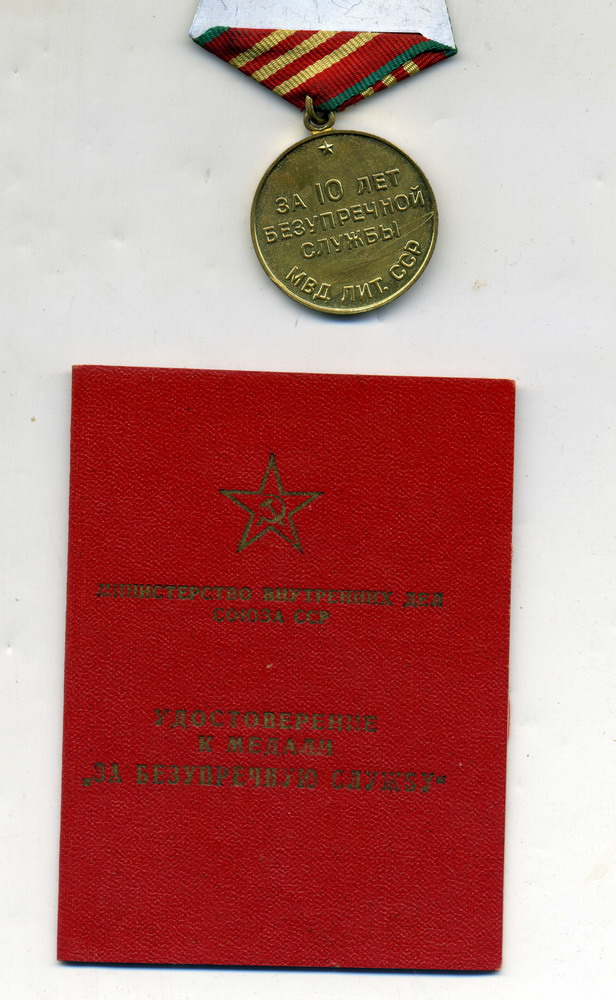 ЗА 10 ЛЕТ
БЕЗУПРЕЧНОЙ
СЛУЖБЫ
МВД ЛИТ. ССР
МИНИСТЕРСТВО ВНУТРЕННИХ ДЕЛ
СОЮЗА ССР
УДОСТОВЕРЕНИЕ
К МЕДАЛИ
„ЗА БЕЗУПРЕЧНУЮ СЛУЖБУ“